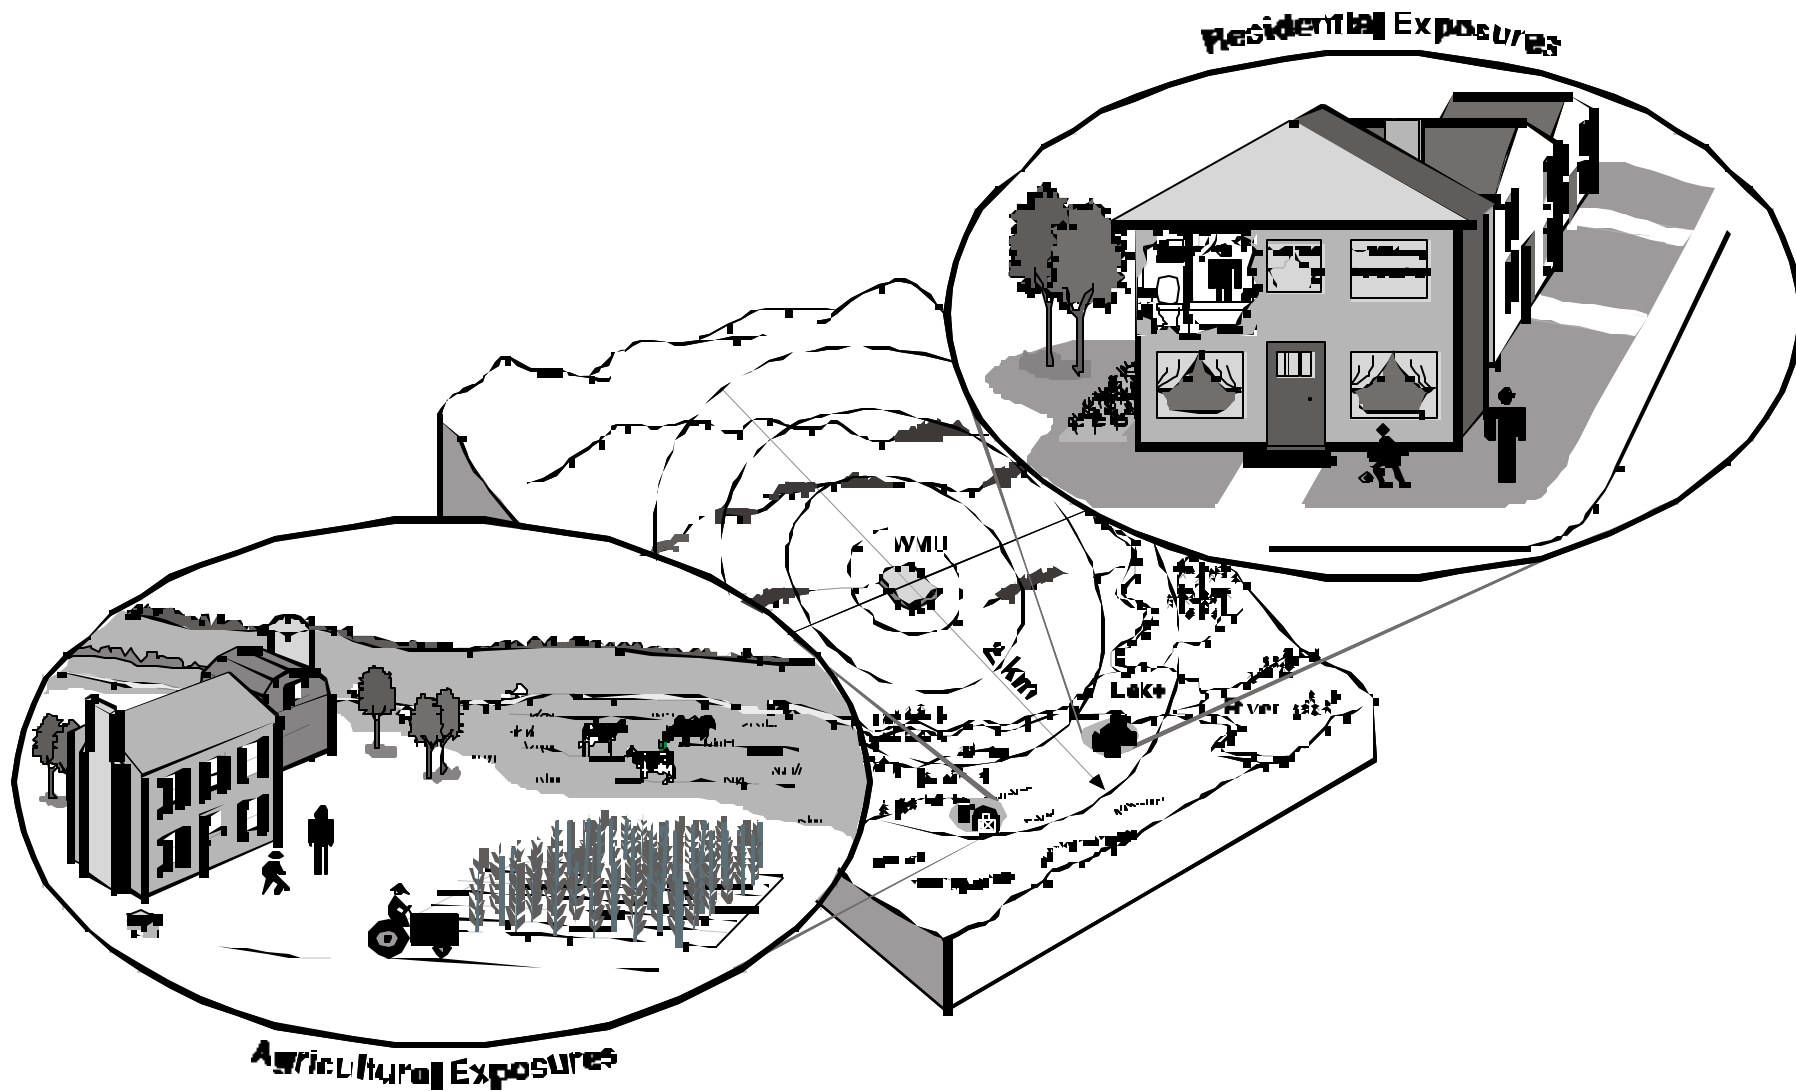 Residential Exposures
WMU
2 km
Lake
River
Agricultural Exposures